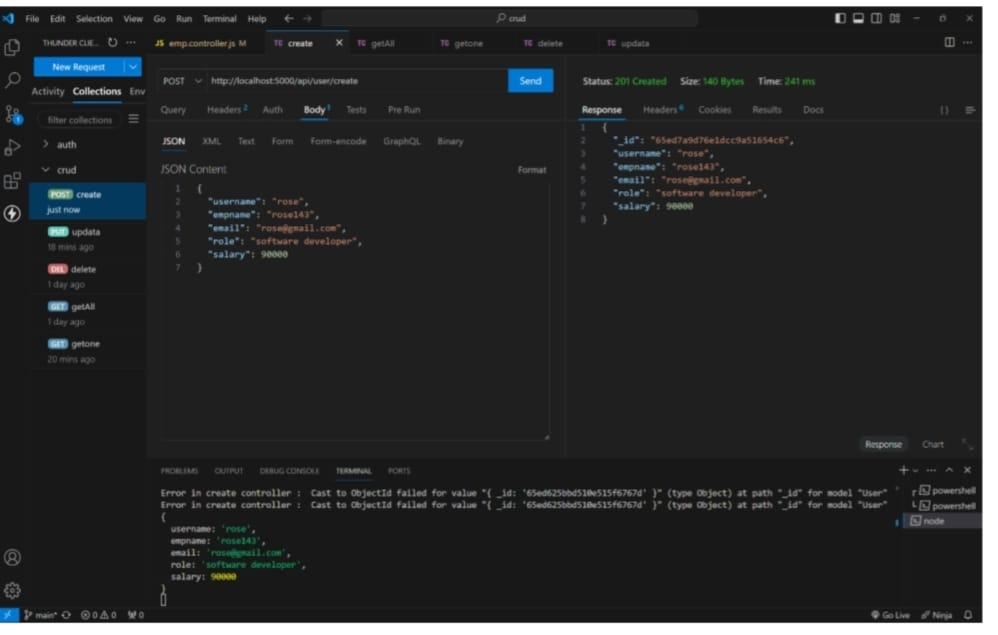 File Edit Selection View Go Run Terminal Help
crud
THUNDER CLIE... ...
JS emp.controller.js M
TC create
TC getAll
TC getone
TC delete
TC updata
New Request
Activity Collections Env
filter collections
auth
crud
POST create
just now
PUT updata
18 mins ago
DEL delete
1 day ago
GET getAll
1 day ago
GET getone
20 mins ago
POST http://localhost:5000/api/user/create Send
Query Headers 2 Auth Body 1 Tests Pre Run
JSON XML Text Form Form-encode GraphQL Binary
JSON Content Format
1 {
2 "username": "rose",
3 "empname": "rose143",
4 "email": "rose@gmail.com",
5 "role": "software developer",
6 "salary": 90000
7 }
Status: 201 Created Size: 140 Bytes Time: 241 ms
Response Headers 6 Cookies Results Docs {}
1 {
2 "_id": "65ed7a9d76e1dcc9a51654c6",
3 "username": "rose",
4 "empname": "rose143",
5 "email": "rose@gmail.com",
6 "role": "software developer",
7 "salary": 90000
8 }
Response Chart
PROBLEMS OUTPUT DEBUG CONSOLE TERMINAL PORTS
Error in create controller : Cast to ObjectId failed for value "{ _id: '65ed625bbd510e515f6767d' }" (type Object) at path "_id" for model "User"
Error in create controller : Cast to ObjectId failed for value "{ _id: '65ed625bbd510e515f6767d' }" (type Object) at path "_id" for model "User"
{
username: 'rose',
empname: 'rose143',
email: 'rose@gmail.com',
role: 'software developer',
salary: 90000
}
powershell
powershell
node
main* 0 0 0
Go Live Ninja